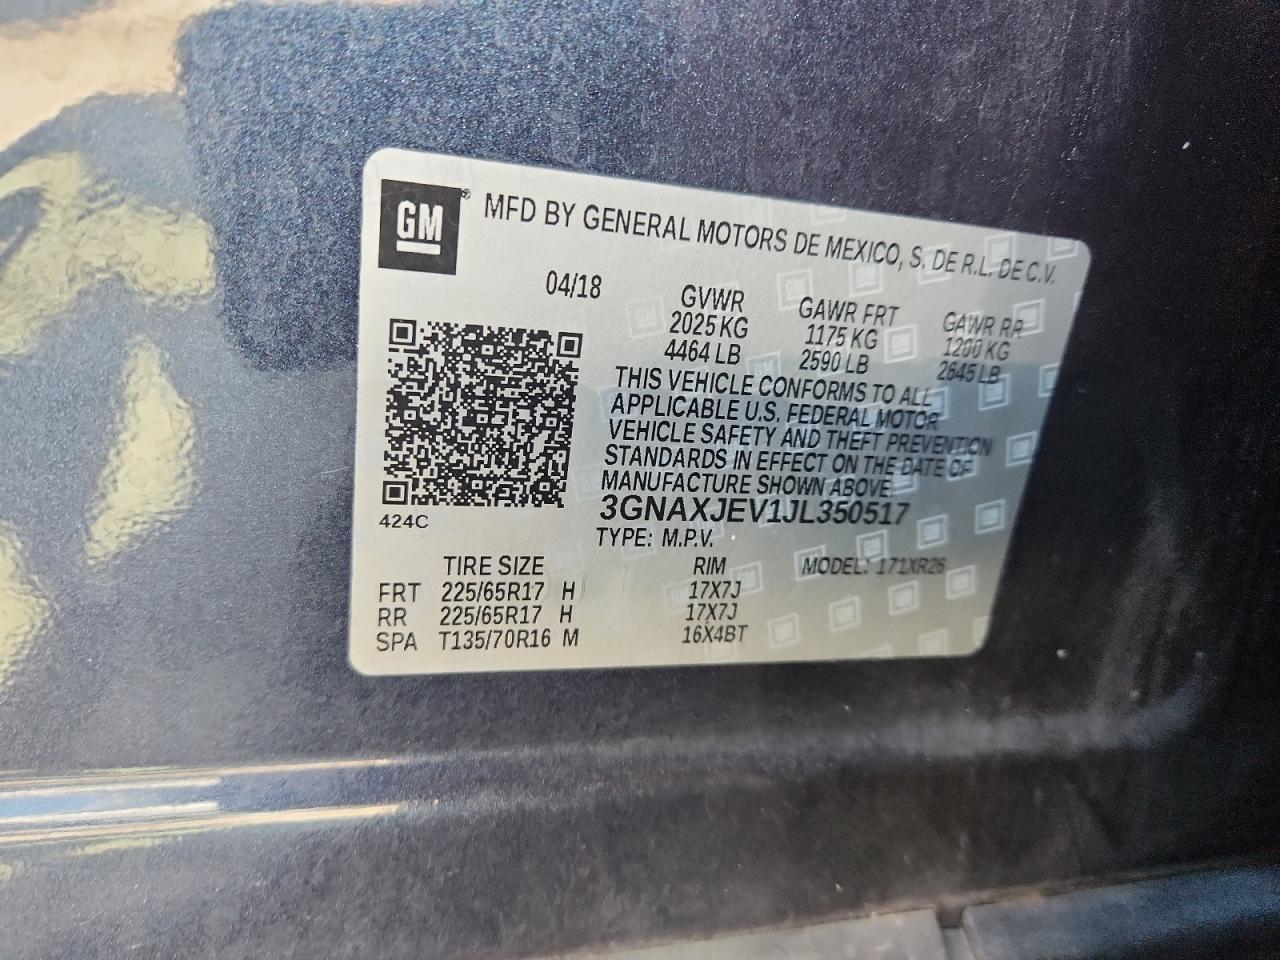 GM ® MFD BY GENERAL MOTORS DE MEXICO, S. DE R.L. DE C.V.
04/18 GVWR GAWR FRT GAWR RR
2025 KG 1175 KG 1200 KG
4464 LB 2590 LB 2645 LB
THIS VEHICLE CONFORMS TO ALL
APPLICABLE U.S. FEDERAL MOTOR
VEHICLE SAFETY AND THEFT PREVENTION
STANDARDS IN EFFECT ON THE DATE OF
MANUFACTURE SHOWN ABOVE.
3GNAXJEV1JL350517
424C TYPE: M.P.V.
TIRE SIZE RIM MODEL: 171XR26
FRT 225/65R17 H 17X7J
RR 225/65R17 H 17X7J
SPA T135/70R16 M 16X4BT